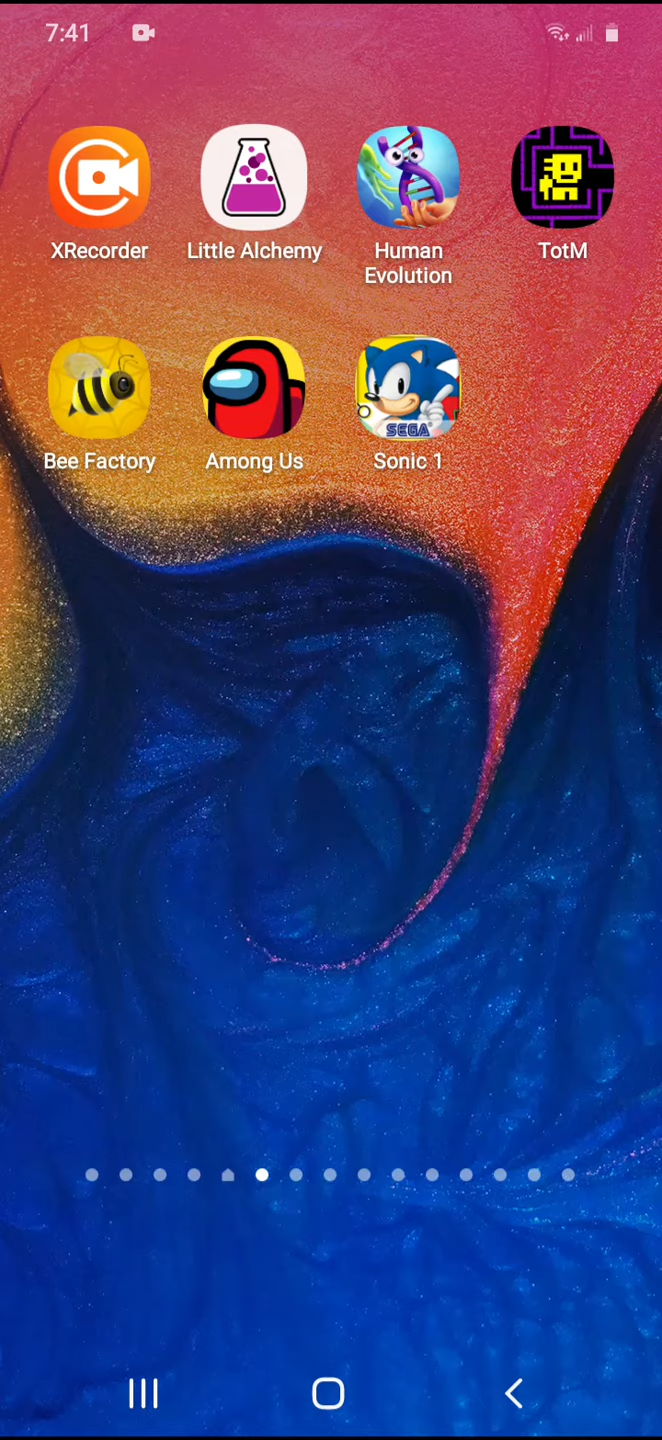 7:41
XRecorder
Little Alchemy
Human
Evolution
TotM
Bee Factory
Among Us
SEGA
Sonic 1